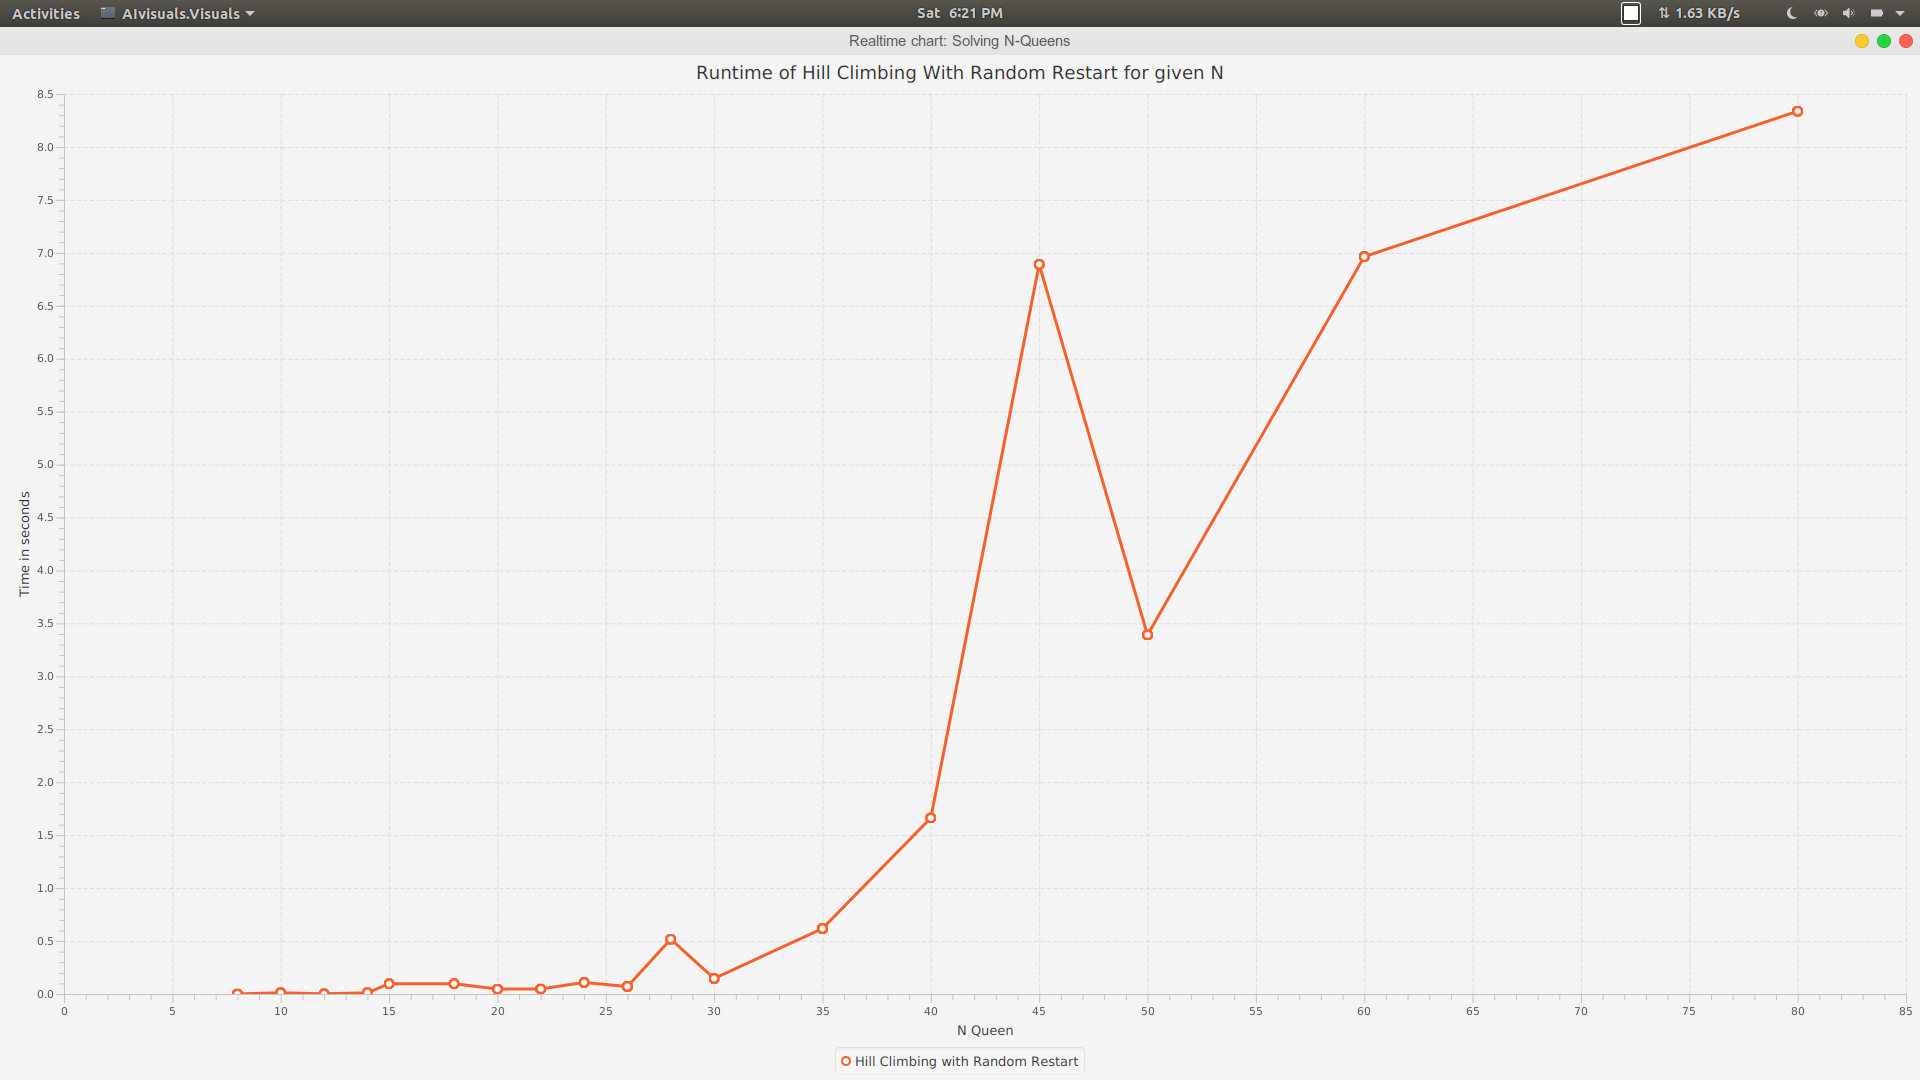 Activities AIvisuals.Visuals Sat 6:21 PM 1.63 KB/s
Realtime chart: Solving N-Queens
Runtime of Hill Climbing With Random Restart for given N
8.5
8.0
7.5
7.0
6.5
6.0
5.5
5.0
4.5
4.0
3.5
3.0
2.5
2.0
1.5
1.0
0.5
0.0
Time in seconds
0 5 10 15 20 25 30 35 40 45 50 55 60 65 70 75 80 85
N Queen
Hill Climbing with Random Restart